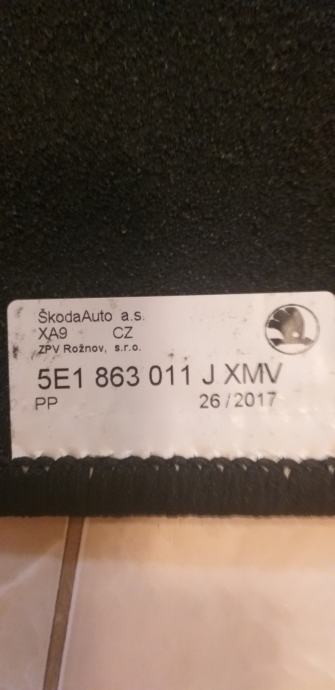 ŠkodaAuto a.s.
XA9 CZ
ZPV Rožnov, s.r.o.
5E1 863 011 J XMV
PP 26/2017